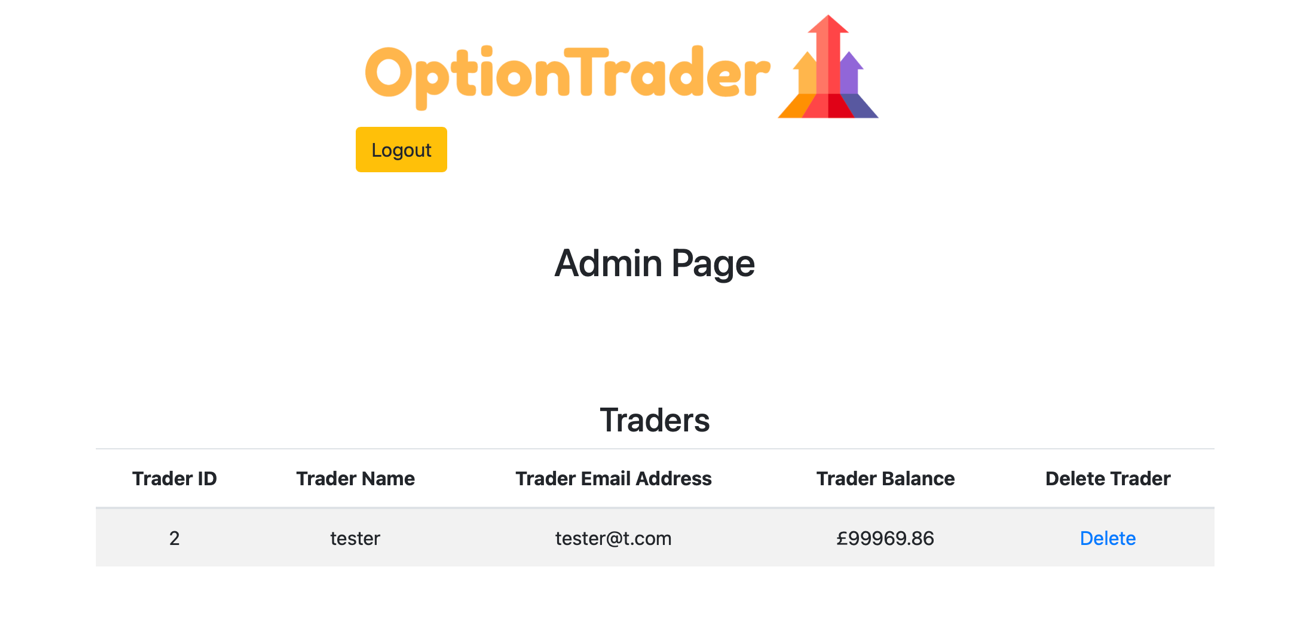 OptionTrader
Logout
Admin Page
Traders
Trader ID Trader Name Trader Email Address Trader Balance Delete Trader
2 tester tester@t.com £99969.86 Delete